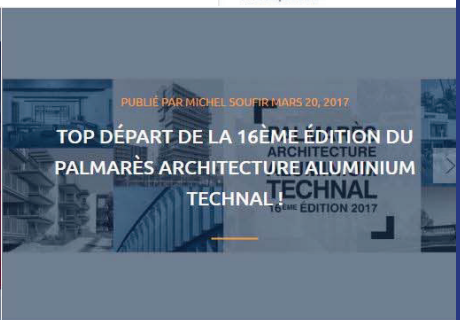 PUBLIÉ PAR MICHEL SOUFIR MARS 20, 2017
TOP DÉPART DE LA 16ÈME ÉDITION DU
PALMARÈS ARCHITECTURE ALUMINIUM
TECHNAL !
PALMARÈS
ARCHITECTURE
TECHNAL
16ÈME ÉDITION 2017